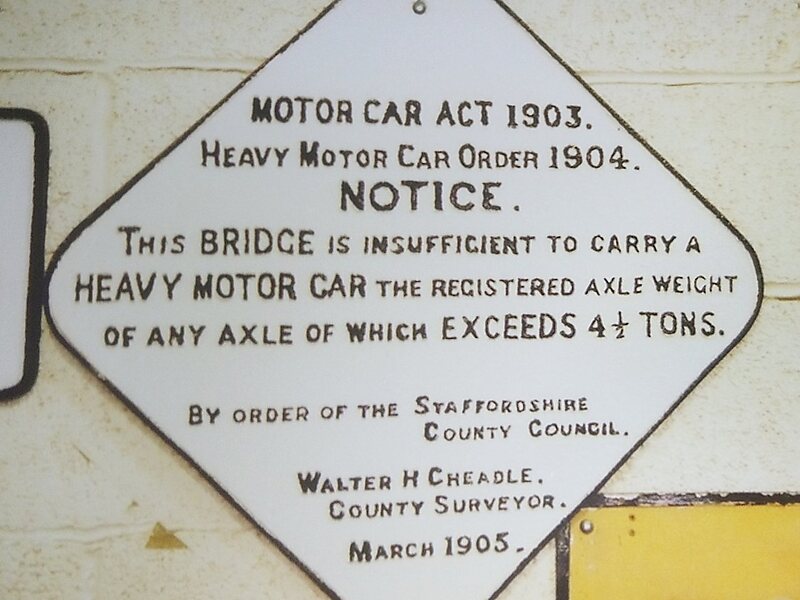 MOTOR CAR ACT 1903.
HEAVY MOTOR CAR ORDER 1904.
NOTICE.
THIS BRIDGE IS INSUFFICIENT TO CARRY A
HEAVY MOTOR CAR THE REGISTERED AXLE WEIGHT
OF ANY AXLE OF WHICH EXCEEDS 4½ TONS.
BY ORDER OF THE STAFFORDSHIRE
COUNTY COUNCIL.
WALTER H CHEADLE.
COUNTY SURVEYOR.
MARCH 1905.